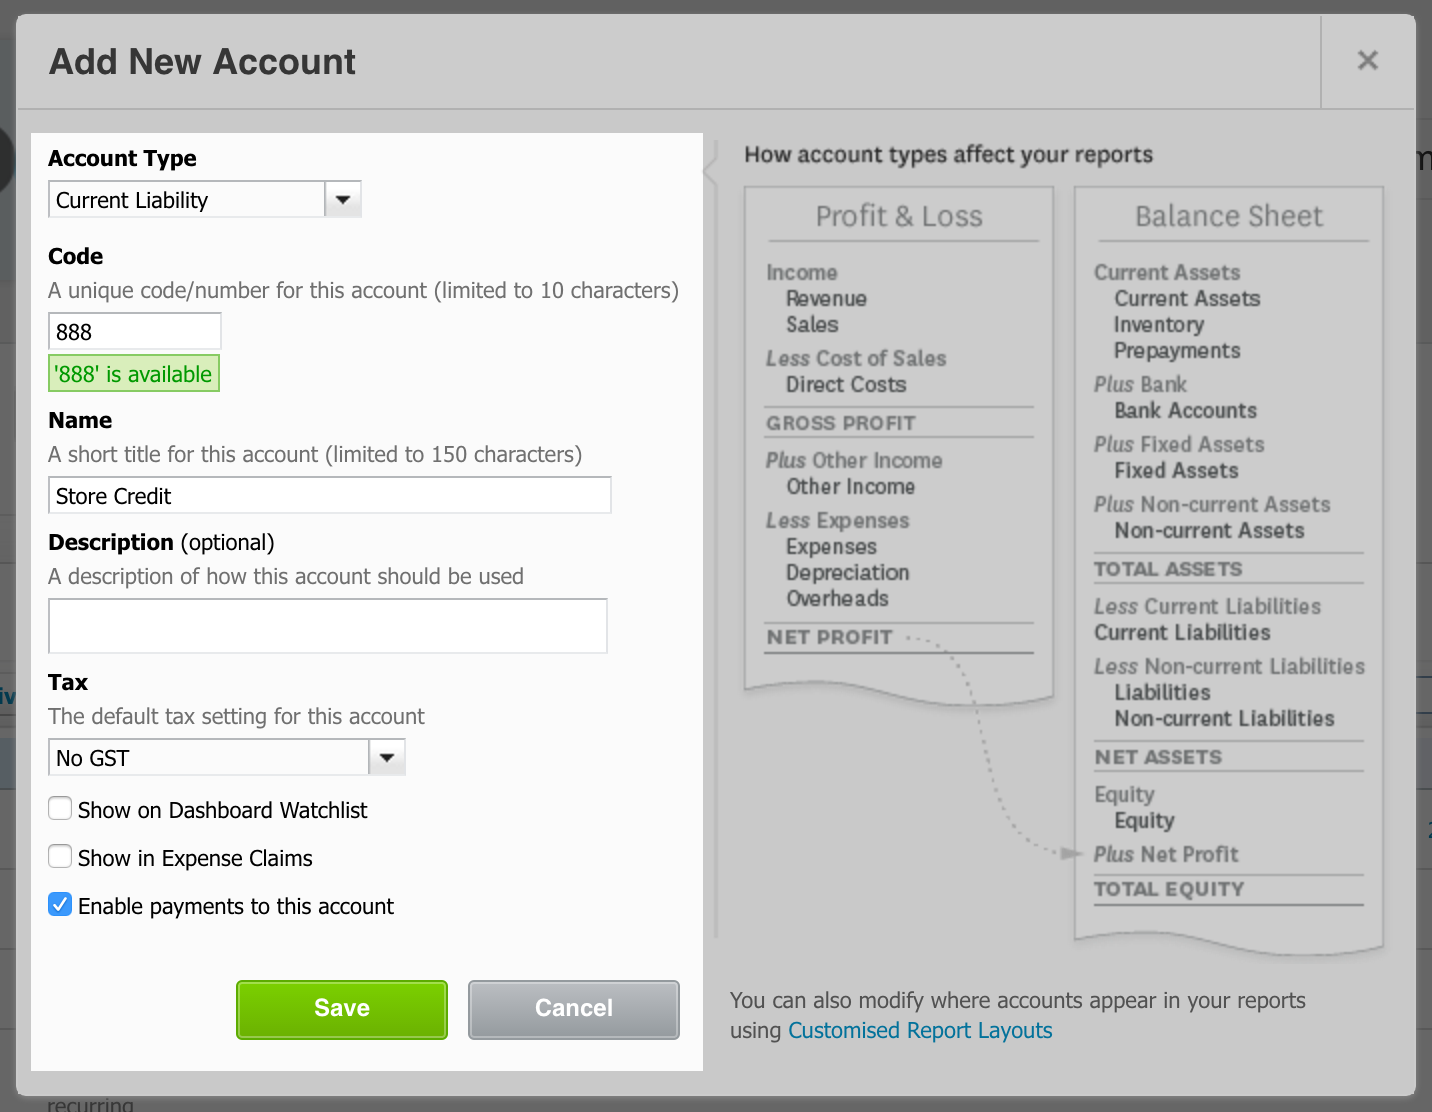 Add New Account
×
Account Type
Current Liability
Code
A unique code/number for this account (limited to 10 characters)
888
'888' is available
Name
A short title for this account (limited to 150 characters)
Store Credit
Description (optional)
A description of how this account should be used
Tax
The default tax setting for this account
No GST
Show on Dashboard Watchlist
Show in Expense Claims
Enable payments to this account
Save
Cancel
How account types affect your reports
Profit & Loss
Income
Revenue
Sales
Less Cost of Sales
Direct Costs
GROSS PROFIT
Plus Other Income
Other Income
Less Expenses
Expenses
Depreciation
Overheads
NET PROFIT
Balance Sheet
Current Assets
Current Assets
Inventory
Prepayments
Plus Bank
Bank Accounts
Plus Fixed Assets
Fixed Assets
Plus Non-current Assets
Non-current Assets
TOTAL ASSETS
Less Current Liabilities
Current Liabilities
Less Non-current Liabilities
Liabilities
Non-current Liabilities
NET ASSETS
Equity
Equity
Plus Net Profit
TOTAL EQUITY
You can also modify where accounts appear in your reports
using Customised Report Layouts
recurring